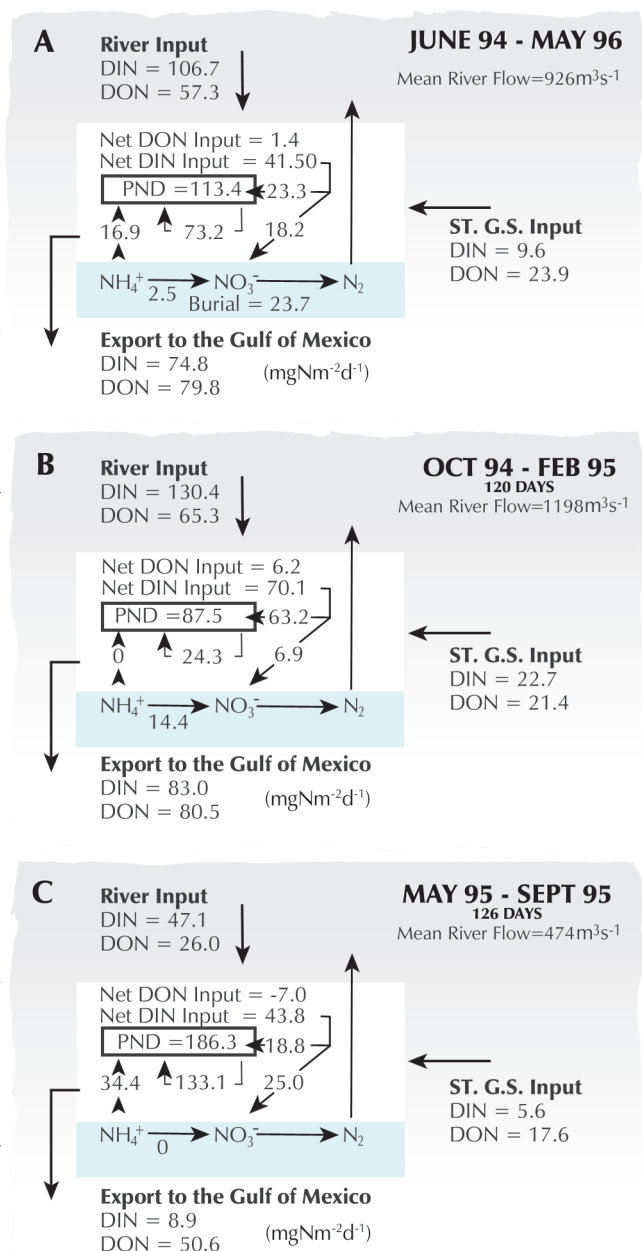 A
JUNE 94 - MAY 96
Mean River Flow=926m³s⁻¹
River Input
DIN = 106.7
DON = 57.3
Net DON Input = 1.4
Net DIN Input = 41.50
PND =113.4
23.3
16.9
73.2
18.2
ST. G.S. Input
DIN = 9.6
DON = 23.9
NH₄⁺ NO₃⁻ N₂
2.5
Burial = 23.7
Export to the Gulf of Mexico
DIN = 74.8
DON = 79.8
(mgNm⁻²d⁻¹)
B
OCT 94 - FEB 95
120 DAYS
Mean River Flow=1198m³s⁻¹
River Input
DIN = 130.4
DON = 65.3
Net DON Input = 6.2
Net DIN Input = 70.1
PND =87.5
63.2
0
24.3
6.9
ST. G.S. Input
DIN = 22.7
DON = 21.4
NH₄⁺ NO₃⁻ N₂
14.4
Export to the Gulf of Mexico
DIN = 83.0
DON = 80.5
(mgNm⁻²d⁻¹)
C
MAY 95 - SEPT 95
126 DAYS
Mean River Flow=474m³s⁻¹
River Input
DIN = 47.1
DON = 26.0
Net DON Input = -7.0
Net DIN Input = 43.8
PND =186.3
18.8
34.4
133.1
25.0
ST. G.S. Input
DIN = 5.6
DON = 17.6
NH₄⁺ NO₃⁻ N₂
0
Export to the Gulf of Mexico
DIN = 8.9
DON = 50.6
(mgNm⁻²d⁻¹)